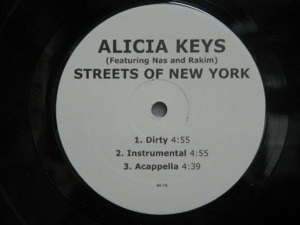 ALICIA KEYS
(Featuring Nas and Rakim)
STREETS OF NEW YORK
1. Dirty 4:55
2. Instrumental 4:55
3. Acappella 4:39